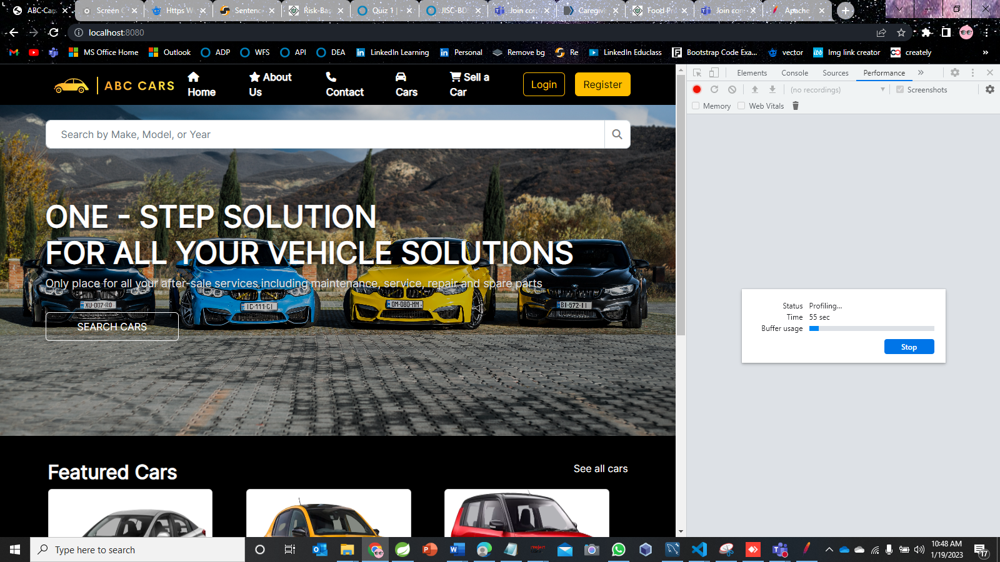 ABC-Cars
Screen C
Https W
Sentenc
Risk-Bas
Quiz 1 |
JISC-BD
Join con
Caregiv
Food Pr
Join con
Apache
localhost:8080
MS Office Home
Outlook
ADP
WFS
API
DEA
LinkedIn Learning
Personal
Remove bg
Re
LinkedIn Educlass
Bootstrap Code Exa...
vector
Img link creator
creately
»
ABC CARS
Home
About Us
Contact
Cars
Sell a Car
Login
Register
Search by Make, Model, or Year
ONE - STEP SOLUTION
FOR ALL YOUR VEHICLE SOLUTIONS
Only place for all your after-sale services including maintenance, service, repair and spare parts
XU-007-RO
IC-111-CI
OM-080-MM
BI-572-II
SEARCH CARS
Featured Cars
See all cars
Elements
Console
Sources
Performance
»
(no recordings)
Screenshots
Memory
Web Vitals
Status Profiling...
Time 55 sec
Buffer usage
Stop
Type here to search
10:48 AM
1/19/2023
17